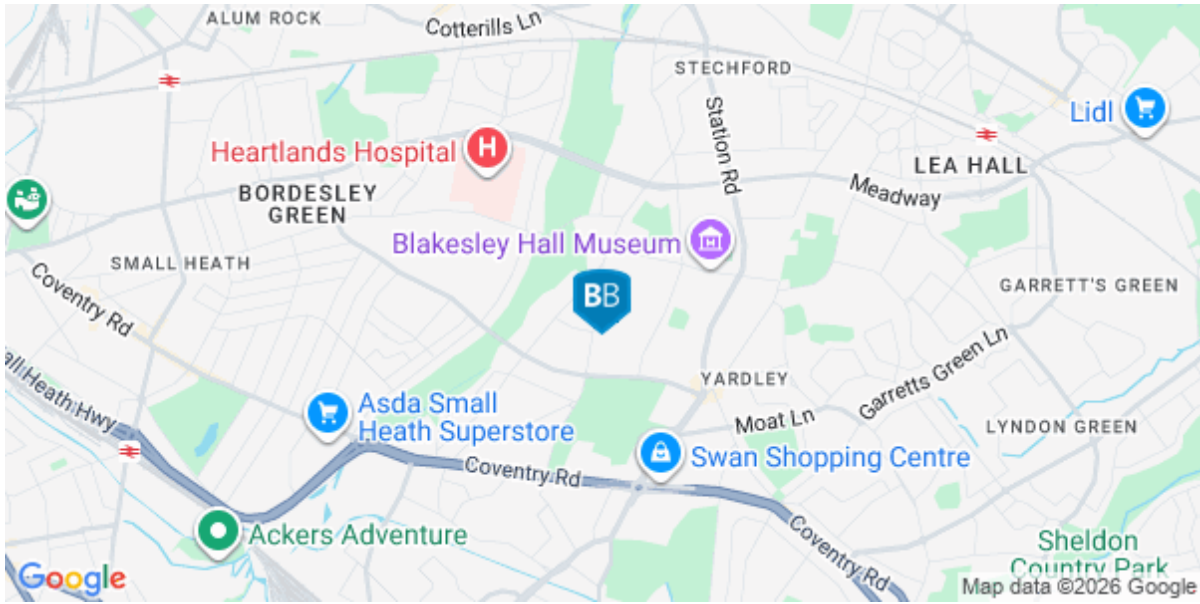 ALUM ROCK
Cotterills Ln
STECHFORD
Lidl
Station Rd
Heartlands Hospital
H
LEA HALL
BORDESLEY
GREEN
Meadway
Blakesley Hall Museum
SMALL HEATH
GARRETT'S GREEN
Coventry Rd
BB
all Heath Hwy
YARDLEY
Garretts Green Ln
Asda Small
Heath Superstore
Moat Ln
LYNDON GREEN
Swan Shopping Centre
Coventry Rd
Ackers Adventure
Coventry Rd
Sheldon
Country Park
Google
Map data ©2026 Google